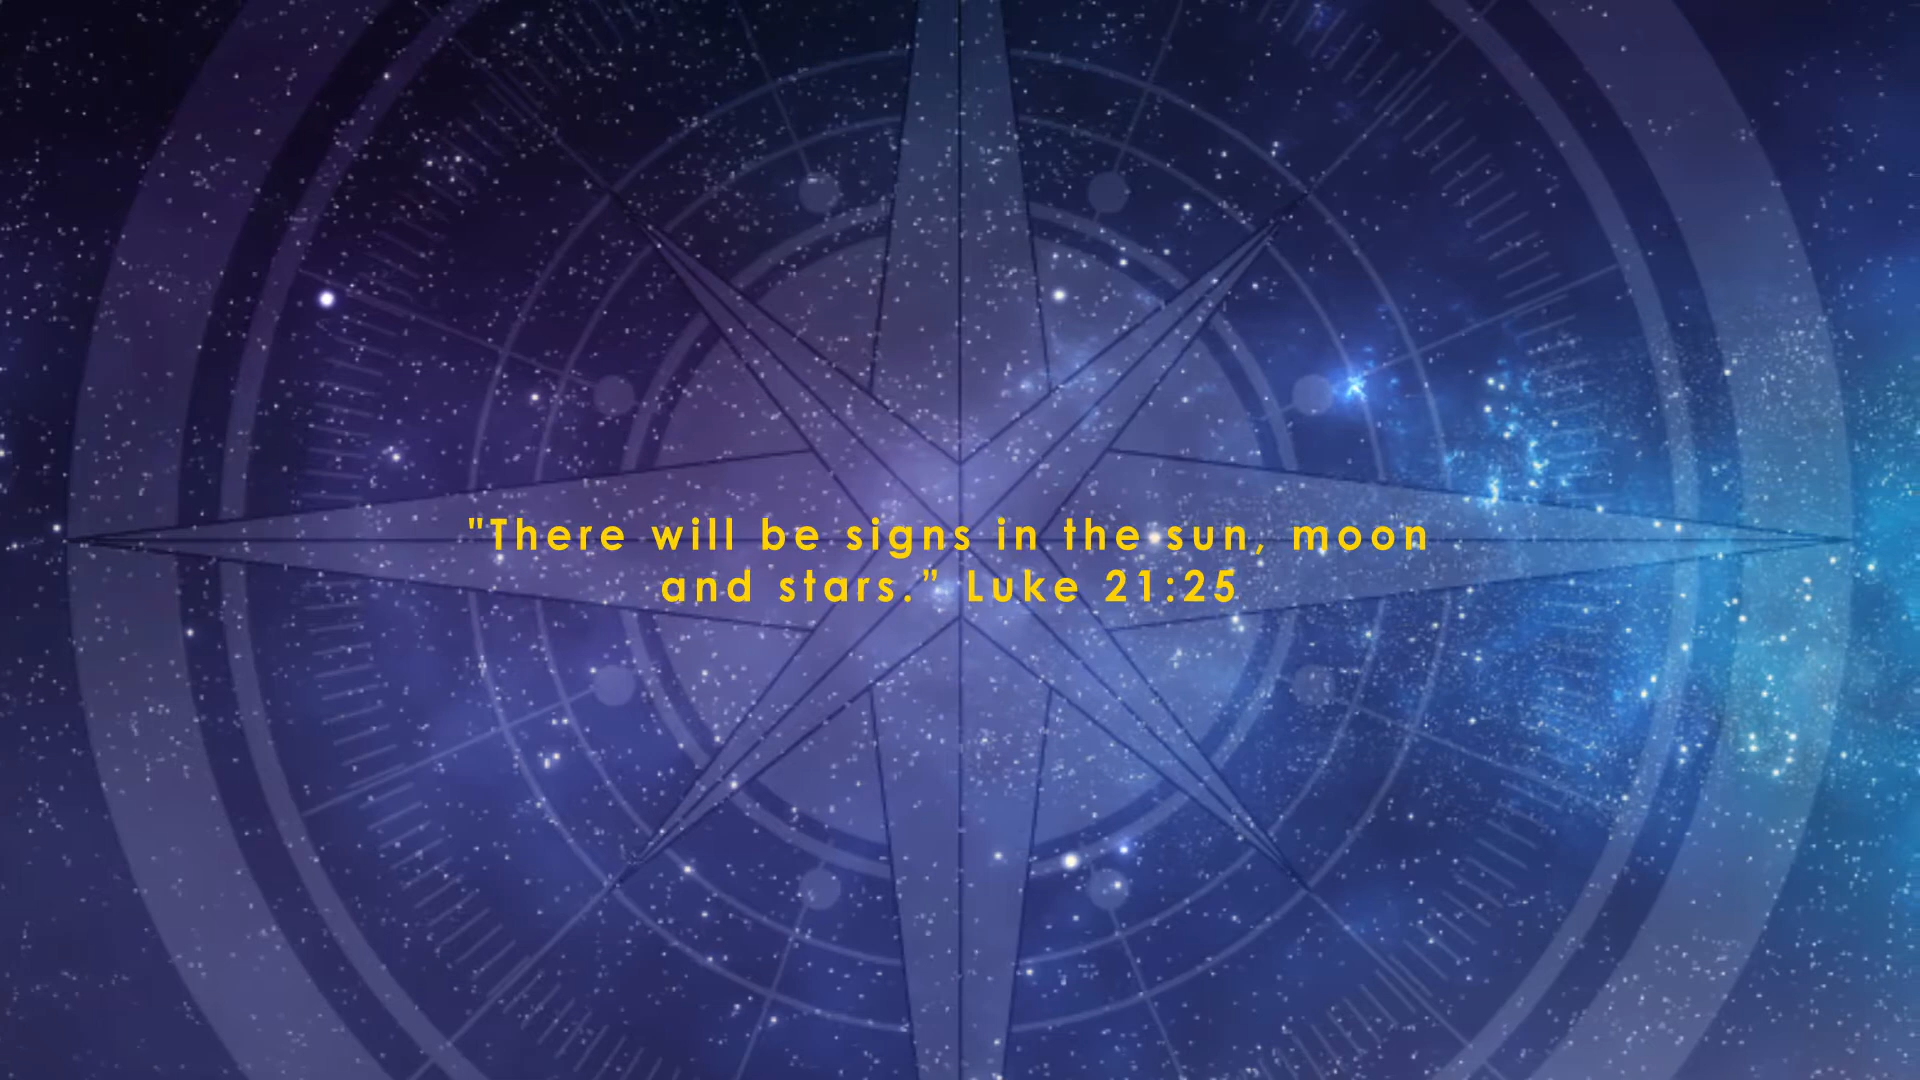 "There will be signs in the sun, moon
and stars.” Luke 21:25